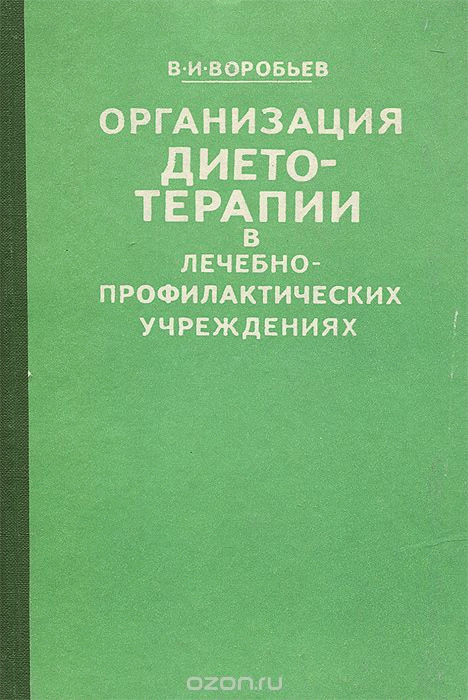 В·И·ВОРОБЬЕВ
ОРГАНИЗАЦИЯ
ДИЕТО-
ТЕРАПИИ
В
ЛЕЧЕБНО-
ПРОФИЛАКТИЧЕСКИХ
УЧРЕЖДЕНИЯХ
ozon.ru